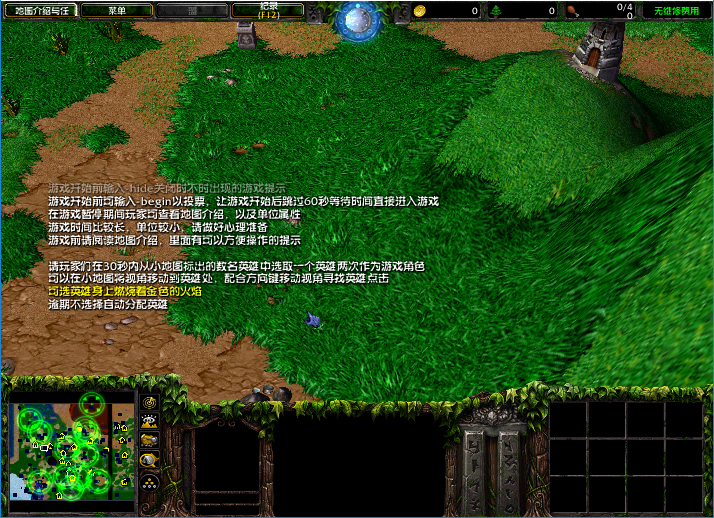 地图介绍与任
菜单
纪录
(F12)
0
0
0/4
0
无维修费用
游戏开始前输入-hide关闭时不时出现的游戏提示
游戏开始前可输入-begin以投票，让游戏开始后跳过60秒等待时间直接进入游戏
在游戏暂停期间玩家可查看地图介绍，以及单位属性
游戏时间比较长，单位较小，请做好心理准备
游戏前请阅读地图介绍，里面有可以方便操作的提示
请玩家们在30秒内从小地图标出的数名英雄中选取一个英雄两次作为游戏角色
可以在小地图将视角移动到英雄处，配合方向键移动视角寻找英雄点击
可选英雄身上燃烧着金色的火焰
逾期不选择自动分配英雄